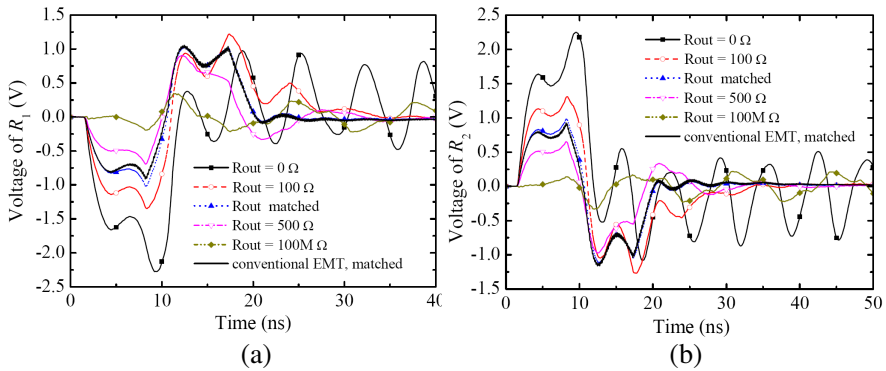 Voltage of R₁ (V)
1.5
1.0
0.5
0.0
-0.5
-1.0
-1.5
-2.0
-2.5
Rout = 0 Ω
Rout = 100 Ω
Rout matched
Rout = 500 Ω
Rout = 100M Ω
conventional EMT, matched
0 10 20 30 40
Time (ns)
(a)
Voltage of R₂ (V)
2.5
2.0
1.5
1.0
0.5
0.0
-0.5
-1.0
-1.5
Rout = 0 Ω
Rout = 100 Ω
Rout matched
Rout = 500 Ω
Rout = 100M Ω
conventional EMT, matched
0 10 20 30 40 50
Time (ns)
(b)